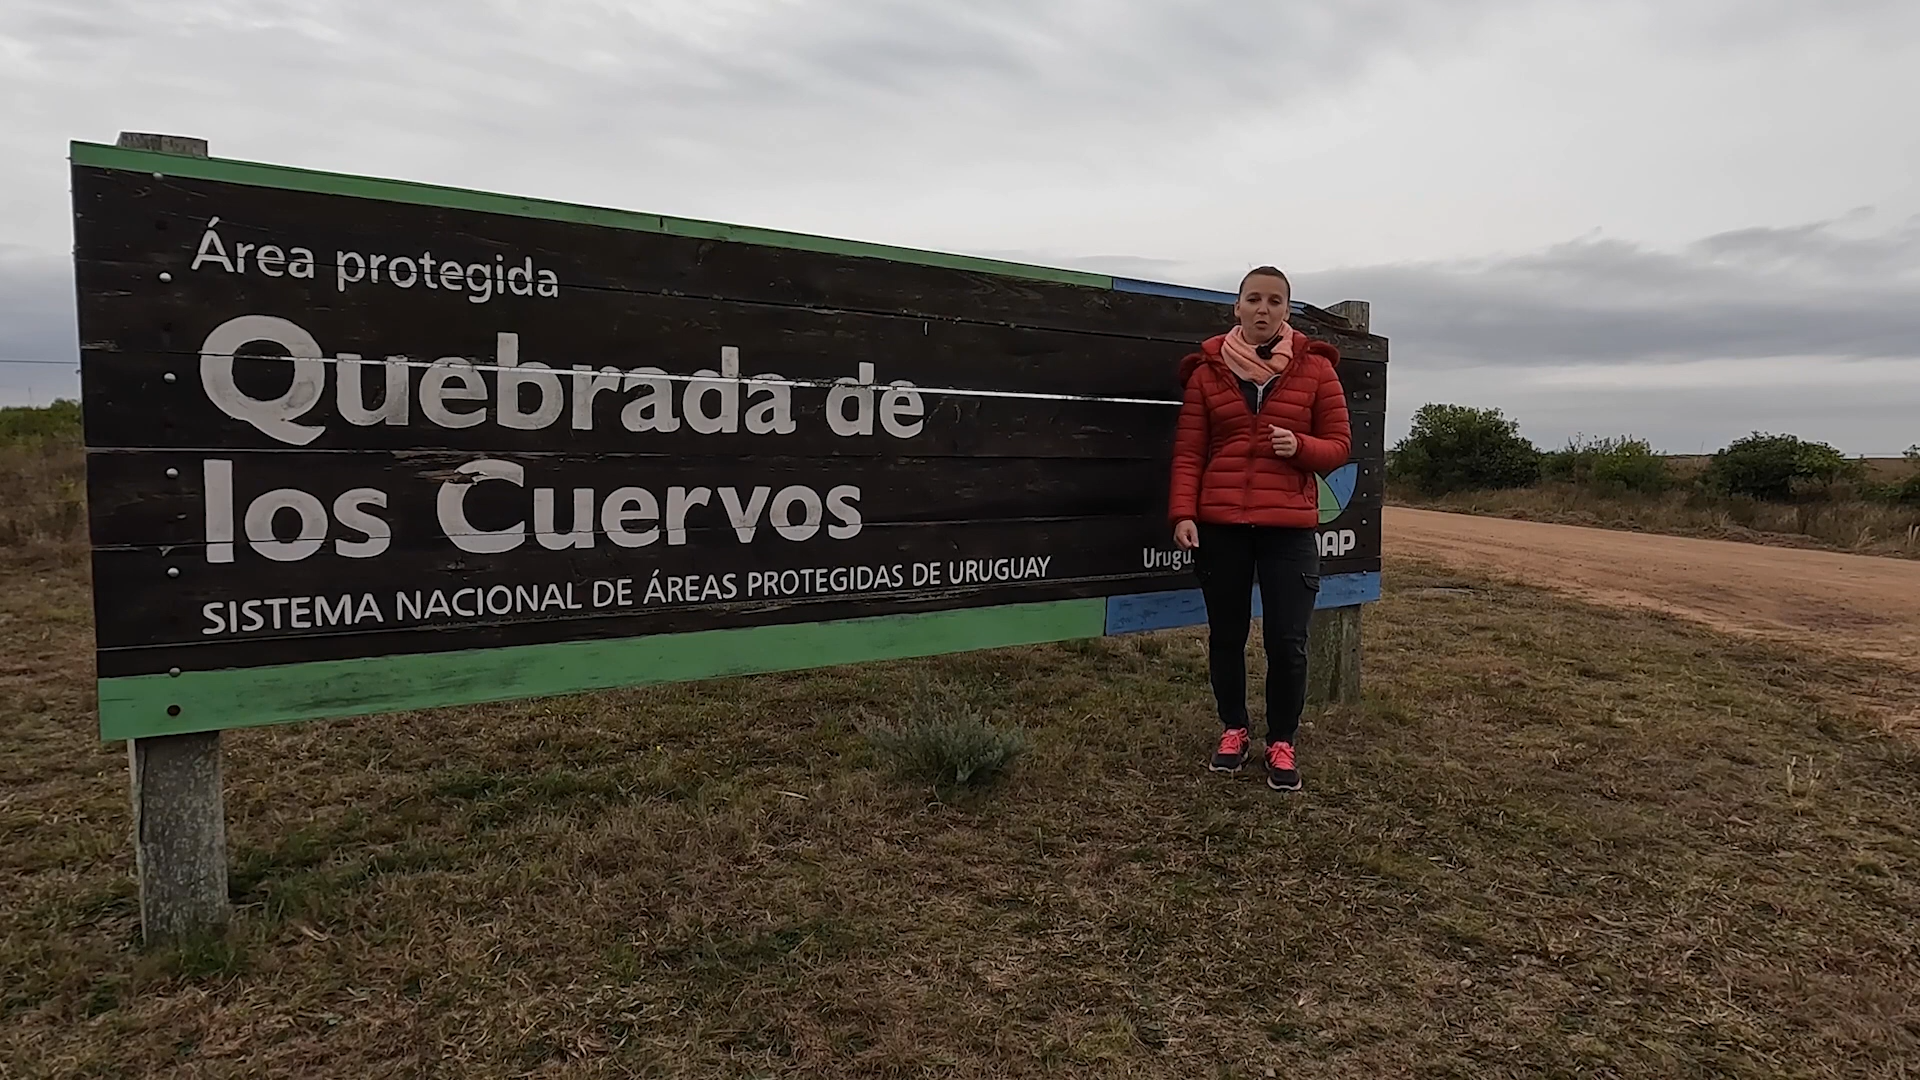 Área protegida
Quebrada de
los Cuervos
SISTEMA NACIONAL DE ÁREAS PROTEGIDAS DE URUGUAY